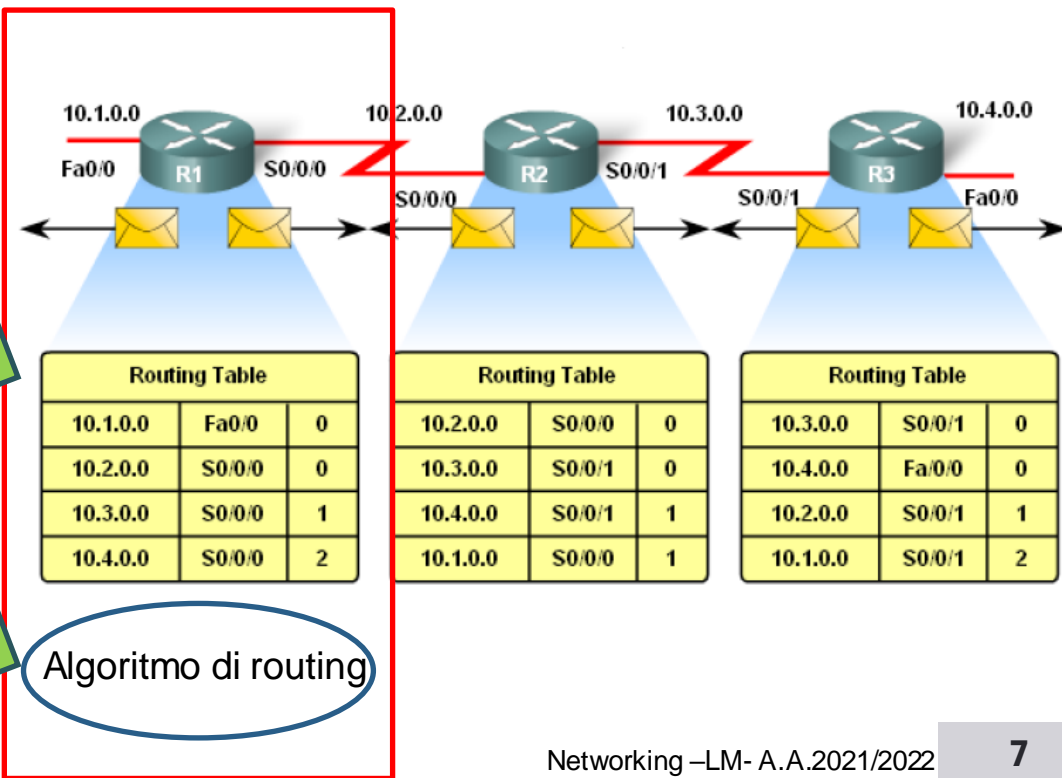 10.1.0.0 10.2.0.0 10.3.0.0 10.4.0.0
Fa0/0 R1 S0/0/0 R2 S0/0/1 R3
S0/0/0 S0/0/1 Fa0/0
Routing Table
10.1.0.0 Fa0/0 0
10.2.0.0 S0/0/0 0
10.3.0.0 S0/0/0 1
10.4.0.0 S0/0/0 2
Routing Table
10.2.0.0 S0/0/0 0
10.3.0.0 S0/0/1 0
10.4.0.0 S0/0/1 1
10.1.0.0 S0/0/0 1
Routing Table
10.3.0.0 S0/0/1 0
10.4.0.0 Fa/0/0 0
10.2.0.0 S0/0/1 1
10.1.0.0 S0/0/1 2
Algoritmo di routing
Networking –LM- A.A.2021/2022 7